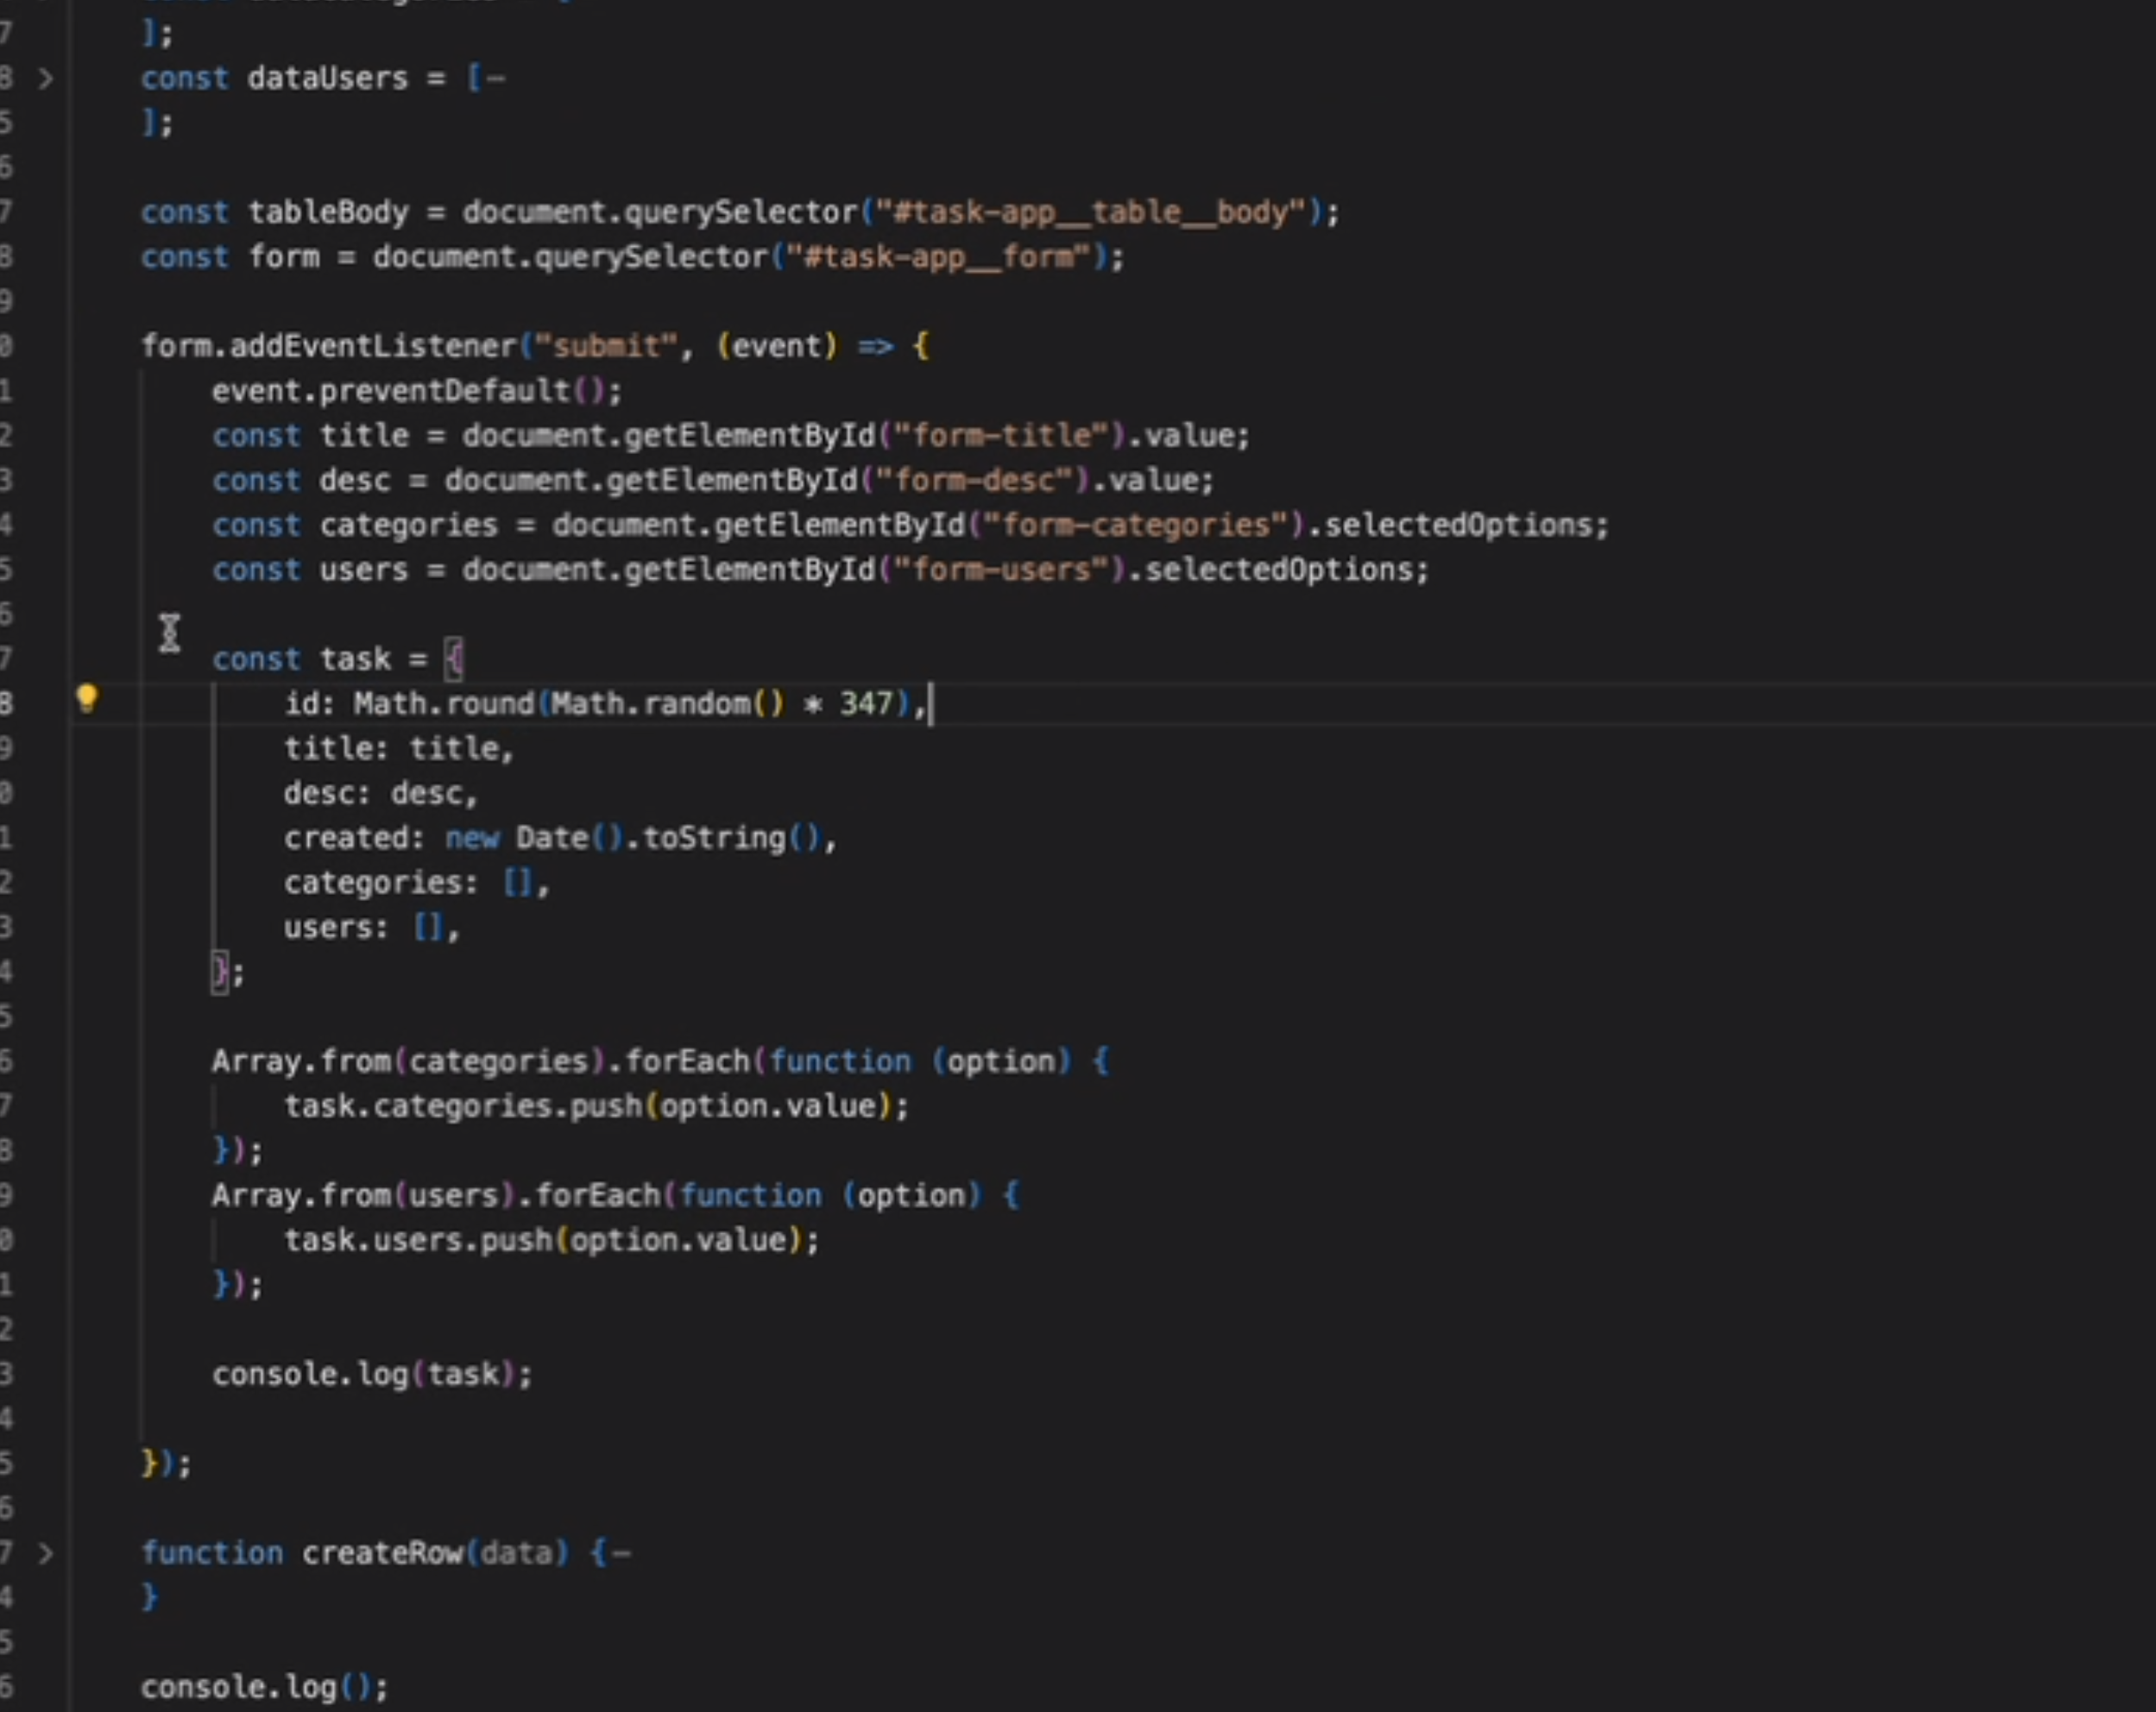 7 ];
8 > const dataUsers = [–
5 ];
6
7 const tableBody = document.querySelector("#task-app__table__body");
8 const form = document.querySelector("#task-app__form");
9
0 form.addEventListener("submit", (event) => {
1 event.preventDefault();
2 const title = document.getElementById("form-title").value;
3 const desc = document.getElementById("form-desc").value;
4 const categories = document.getElementById("form-categories").selectedOptions;
5 const users = document.getElementById("form-users").selectedOptions;
6
7 const task = {
8 id: Math.round(Math.random() * 347),
9 title: title,
0 desc: desc,
1 created: new Date().toString(),
2 categories: [],
3 users: [],
4 };
5
6 Array.from(categories).forEach(function (option) {
7 task.categories.push(option.value);
8 });
9 Array.from(users).forEach(function (option) {
0 task.users.push(option.value);
1 });
2
3 console.log(task);
4
5 });
6
7 > function createRow(data) {–
4 }
5
6 console.log();